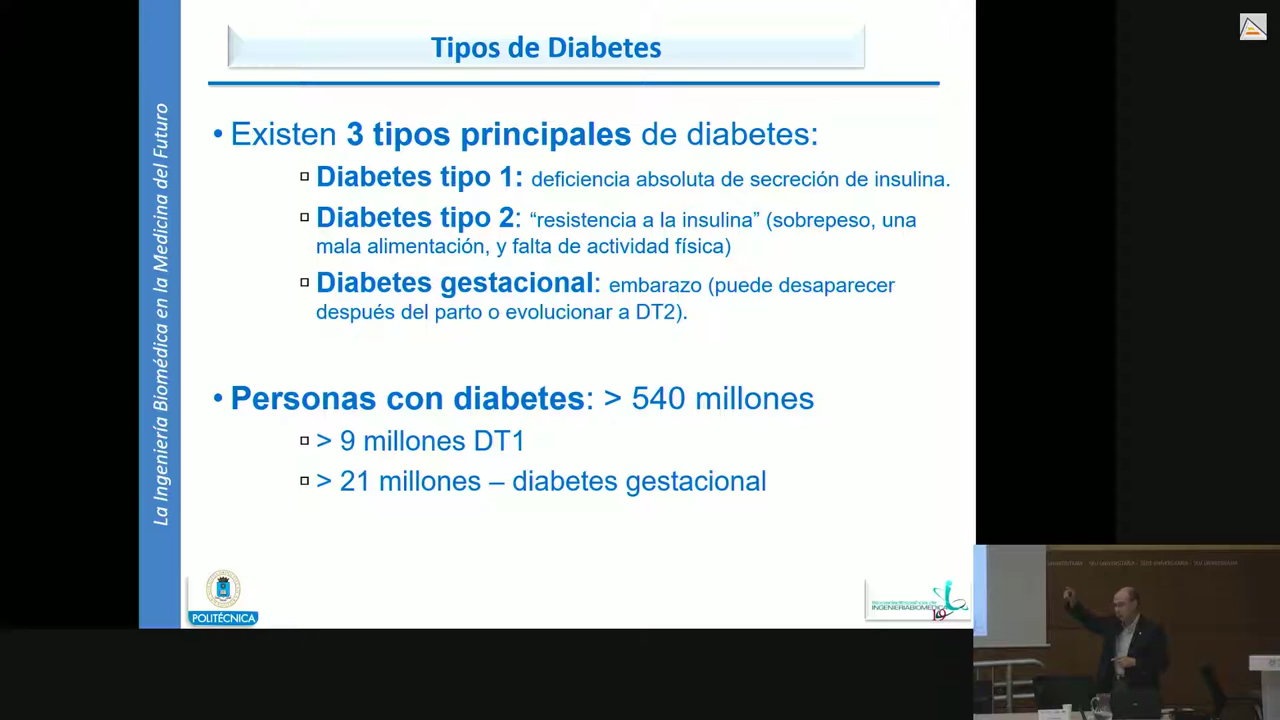 Tipos de Diabetes
La Ingeniería Biomédica en la Medicina del Futuro
• Existen 3 tipos principales de diabetes:
Diabetes tipo 1: deficiencia absoluta de secreción de insulina.
Diabetes tipo 2: “resistencia a la insulina” (sobrepeso, una
mala alimentación, y falta de actividad física)
Diabetes gestacional: embarazo (puede desaparecer
después del parto o evolucionar a DT2).
• Personas con diabetes: > 540 millones
> 9 millones DT1
> 21 millones – diabetes gestacional
POLITÉCNICA
INGENIERIABIOMEDICA